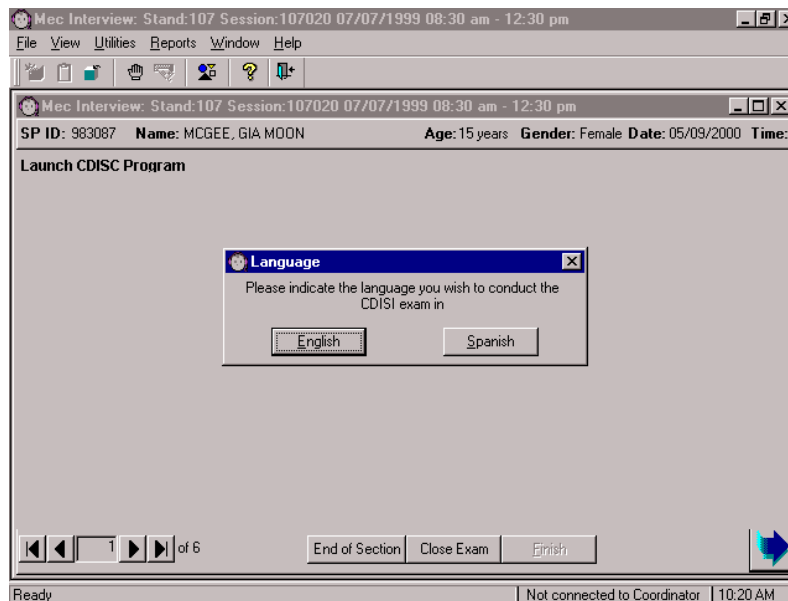 Mec Interview: Stand:107 Session:107020 07/07/1999 08:30 am - 12:30 pm
File View Utilities Reports Window Help
Mec Interview: Stand:107 Session:107020 07/07/1999 08:30 am - 12:30 pm
SP ID: 983087 Name: MCGEE, GIA MOON Age: 15 years Gender: Female Date: 05/09/2000 Time:
Launch CDISC Program
Language
Please indicate the language you wish to conduct the
CDISI exam in
English Spanish
1 of 6 End of Section Close Exam Finish
Ready Not connected to Coordinator 10:20 AM